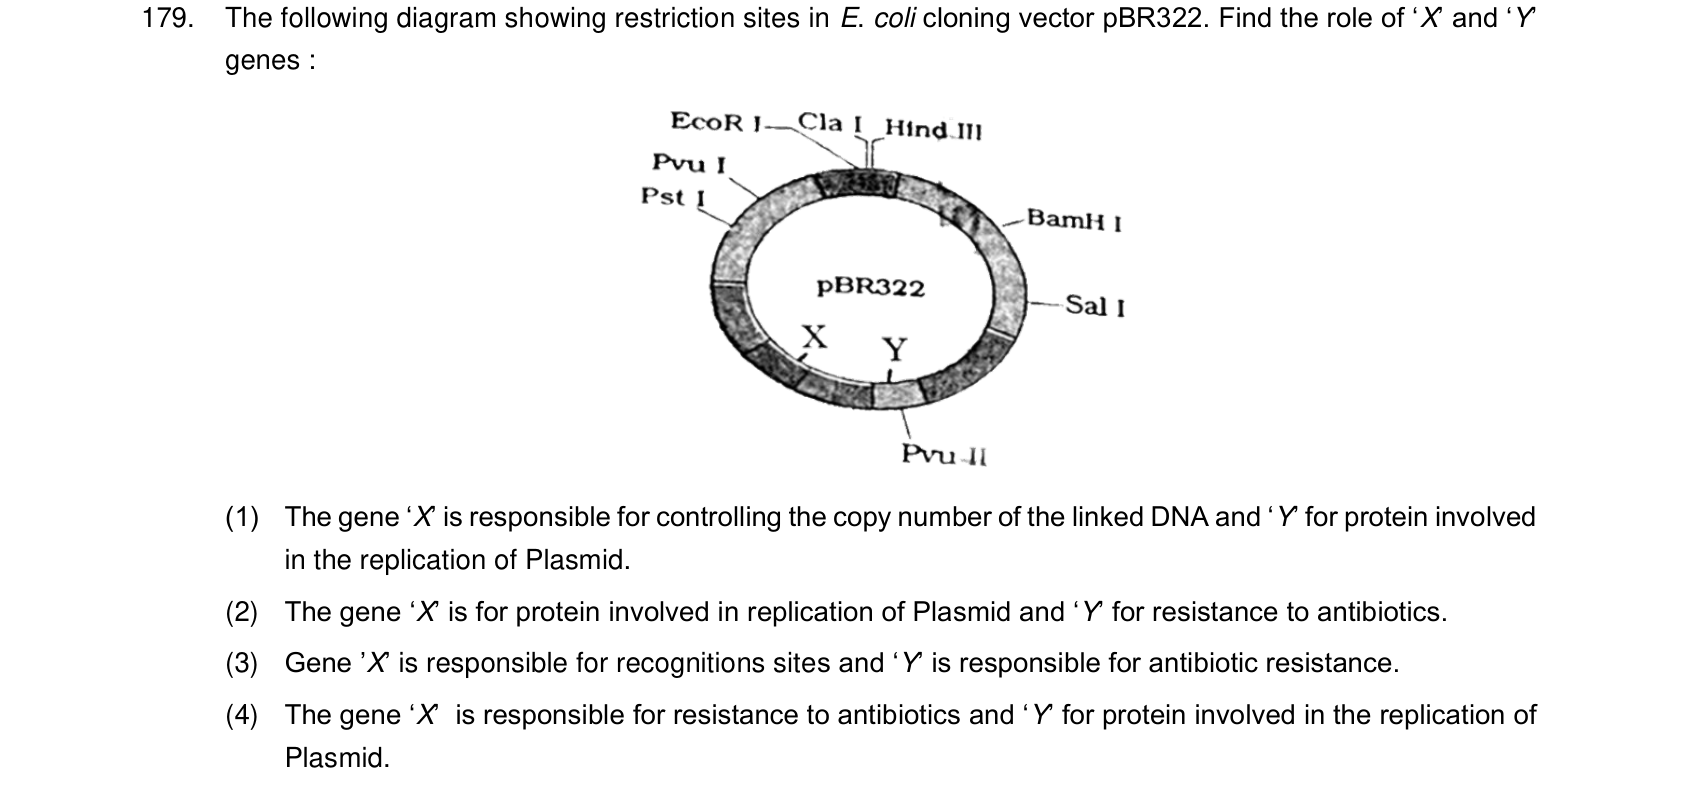 179. The following diagram showing restriction sites in E. coli cloning vector pBR322. Find the role of ‘X’ and ‘Y’
genes :
EcoR I Cla I Hind III
Pvu I
Pst I
BamH I
pBR322
Sal I
X Y
Pvu II
(1) The gene ‘X’ is responsible for controlling the copy number of the linked DNA and ‘Y’ for protein involved
in the replication of Plasmid.
(2) The gene ‘X’ is for protein involved in replication of Plasmid and ‘Y’ for resistance to antibiotics.
(3) Gene ’X’ is responsible for recognitions sites and ‘Y’ is responsible for antibiotic resistance.
(4) The gene ‘X’ is responsible for resistance to antibiotics and ‘Y’ for protein involved in the replication of
Plasmid.